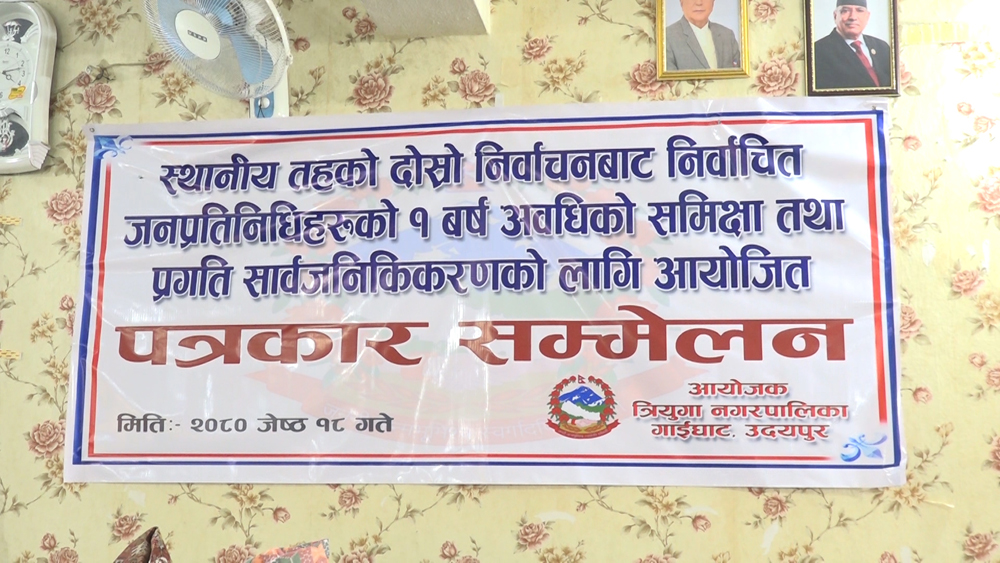 स्थानीय तहको दोस्रो निर्वाचनबाट निर्वाचित
जनप्रतिनिधिहरुको १ बर्ष अवधिको समिक्षा तथा
प्रगति सार्वजनिकिकरणको लागि आयोजित
पत्रकार सम्मेलन
आयोजक
त्रियुगा नगरपालिका
गाईघाट, उदयपुर
मितिः- २०८० जेष्ठ १८ गते